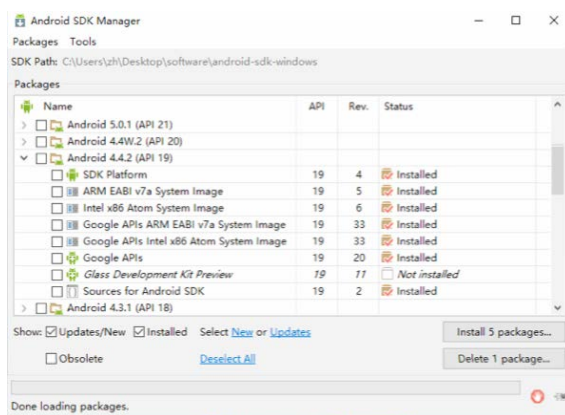 Android SDK Manager
Packages Tools
SDK Path: C:\Users\zh\Desktop\software\android-sdk-windows
Packages
Name API Rev. Status
Android 5.0.1 (API 21)
Android 4.4W.2 (API 20)
Android 4.4.2 (API 19)
SDK Platform 19 4 Installed
ARM EABI v7a System Image 19 5 Installed
Intel x86 Atom System Image 19 6 Installed
Google APIs ARM EABI v7a System Image 19 33 Installed
Google APIs Intel x86 Atom System Image 19 33 Installed
Google APIs 19 20 Installed
Glass Development Kit Preview 19 11 Not installed
Sources for Android SDK 19 2 Installed
Android 4.3.1 (API 18)
Show: Updates/New Installed Select New or Updates Install 5 packages...
Obsolete Deselect All Delete 1 package...
Done loading packages.